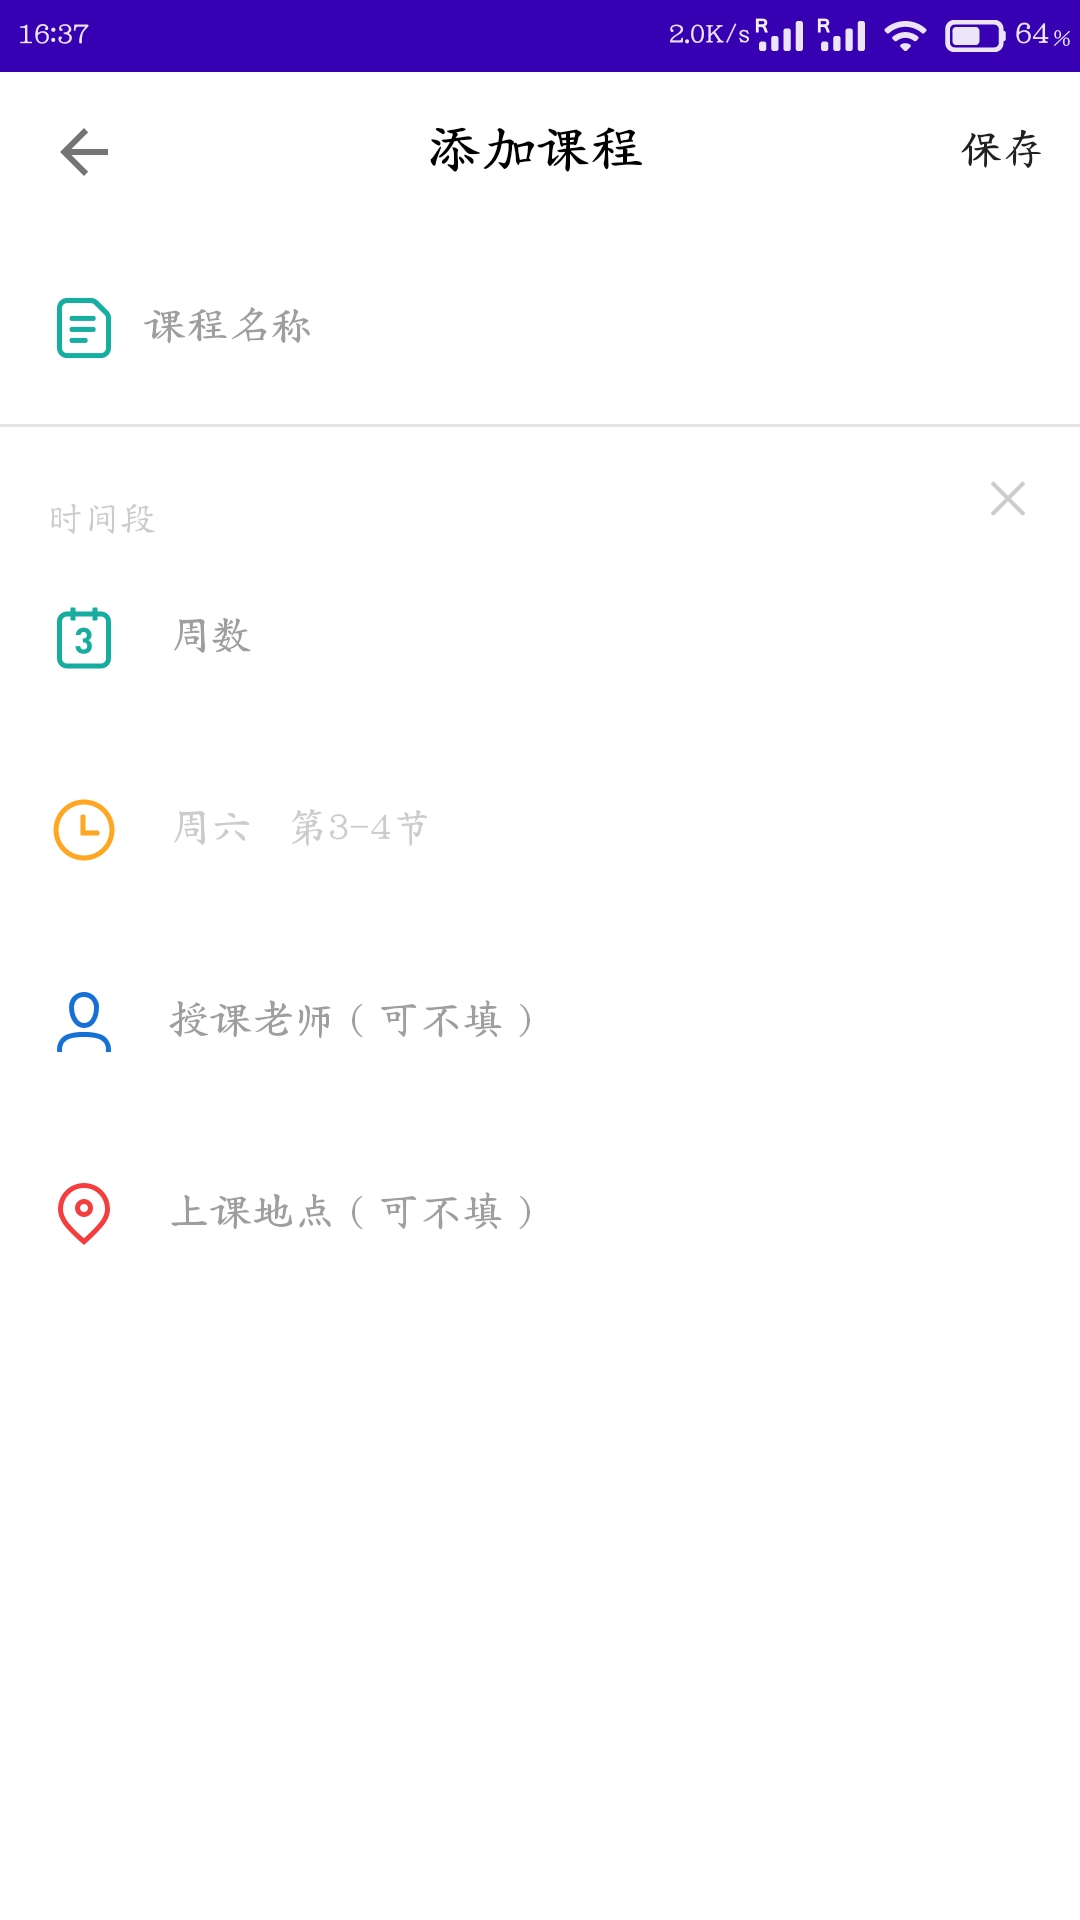 16:37 2.0K/s R R 64%
添加课程 保存
课程名称
时间段
3 周数
周六 第3-4节
授课老师（可不填）
上课地点（可不填）